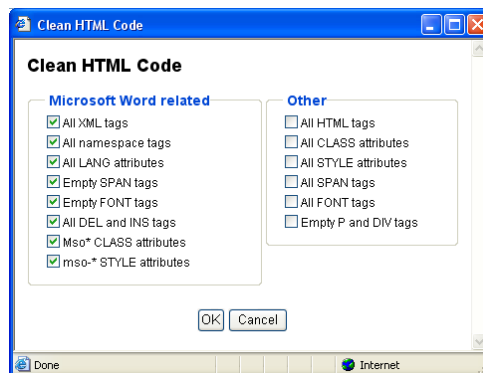 Clean HTML Code
Clean HTML Code
Microsoft Word related
All XML tags
All namespace tags
All LANG attributes
Empty SPAN tags
Empty FONT tags
All DEL and INS tags
Mso* CLASS attributes
mso-* STYLE attributes
Other
All HTML tags
All CLASS attributes
All STYLE attributes
All SPAN tags
All FONT tags
Empty P and DIV tags
OK Cancel
Done Internet